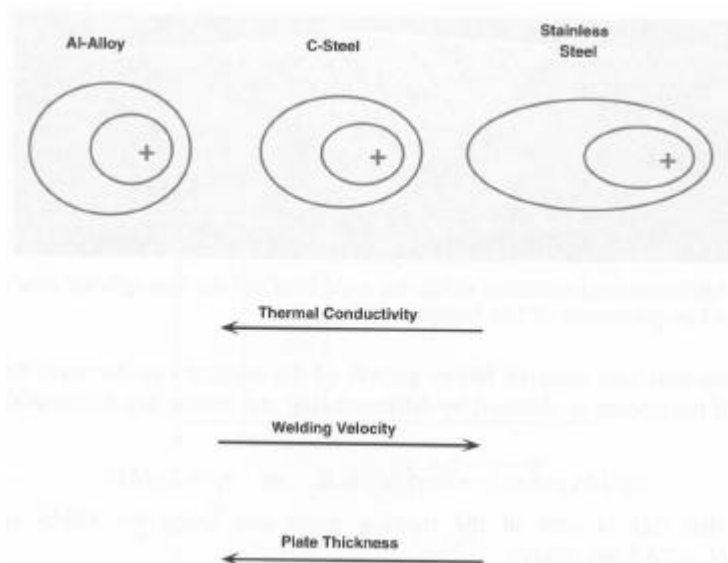 Al-Alloy
C-Steel
Stainless
Steel
+
+
+
Thermal Conductivity
Welding Velocity
Plate Thickness